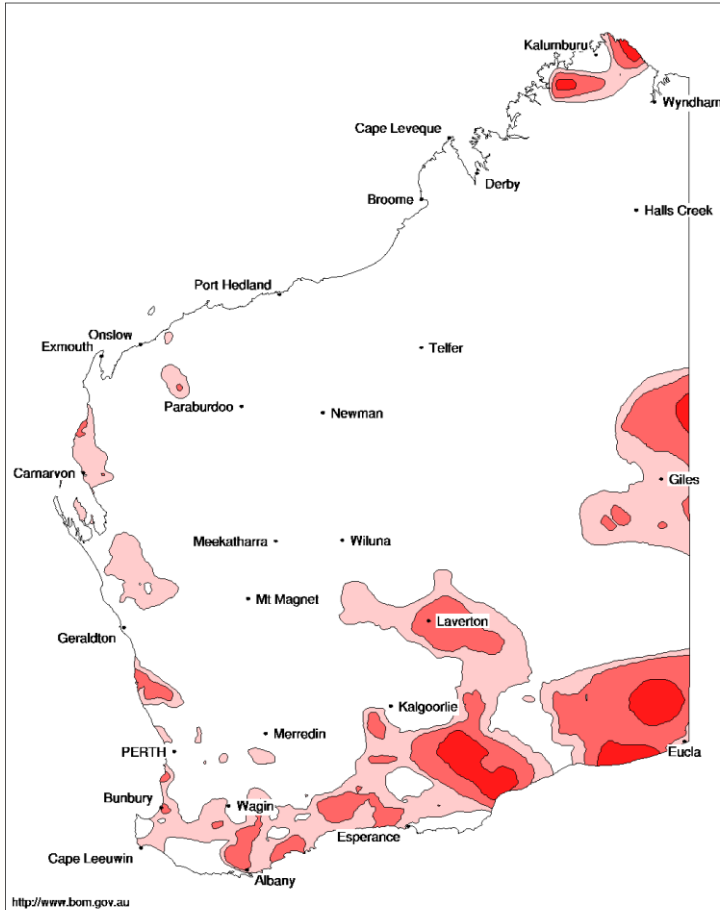 Kalumburu
Wyndham
Cape Leveque
Derby
Broome
Halls Creek
Port Hedland
Onslow
Exmouth
Telfer
Paraburdoo
Newman
Carnarvon
Giles
Meekatharra
Wiluna
Mt Magnet
Laverton
Geraldton
Kalgoorlie
Merredin
PERTH
Eucla
Bunbury
Wagin
Esperance
Cape Leeuwin
Albany
http://www.bom.gov.au